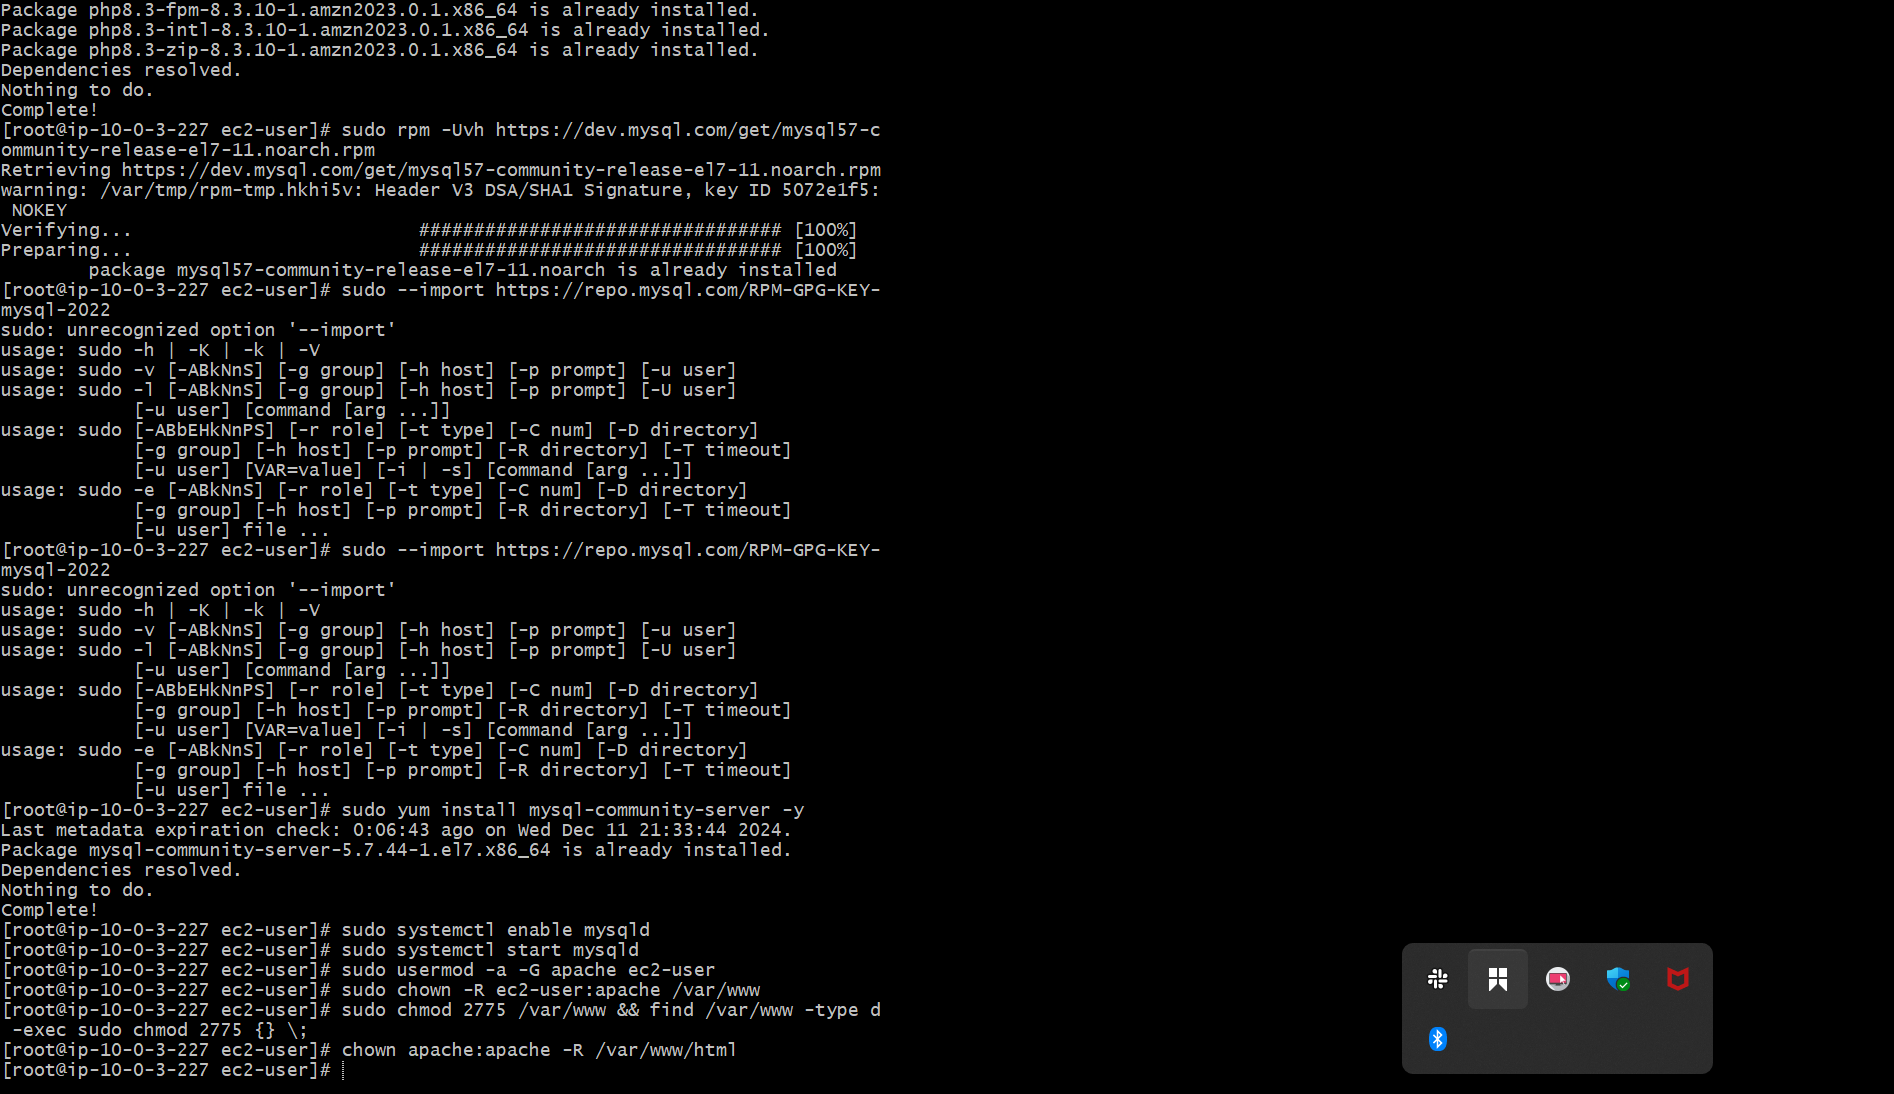 Package php8.3-fpm-8.3.10-1.amzn2023.0.1.x86_64 is already installed.
Package php8.3-intl-8.3.10-1.amzn2023.0.1.x86_64 is already installed.
Package php8.3-zip-8.3.10-1.amzn2023.0.1.x86_64 is already installed.
Dependencies resolved.
Nothing to do.
Complete!
[root@ip-10-0-3-227 ec2-user]# sudo rpm -Uvh https://dev.mysql.com/get/mysql57-c
ommunity-release-el7-11.noarch.rpm
Retrieving https://dev.mysql.com/get/mysql57-community-release-el7-11.noarch.rpm
warning: /var/tmp/rpm-tmp.hkhi5v: Header V3 DSA/SHA1 Signature, key ID 5072e1f5:
 NOKEY
Verifying...                          ################################# [100%]
Preparing...                          ################################# [100%]
        package mysql57-community-release-el7-11.noarch is already installed
[root@ip-10-0-3-227 ec2-user]# sudo --import https://repo.mysql.com/RPM-GPG-KEY-
mysql-2022
sudo: unrecognized option '--import'
usage: sudo -h | -K | -k | -V
usage: sudo -v [-ABkNnS] [-g group] [-h host] [-p prompt] [-u user]
usage: sudo -l [-ABkNnS] [-g group] [-h host] [-p prompt] [-U user]
            [-u user] [command [arg ...]]
usage: sudo [-ABbEHkNnPS] [-r role] [-t type] [-C num] [-D directory]
            [-g group] [-h host] [-p prompt] [-R directory] [-T timeout]
            [-u user] [VAR=value] [-i | -s] [command [arg ...]]
usage: sudo -e [-ABkNnS] [-r role] [-t type] [-C num] [-D directory]
            [-g group] [-h host] [-p prompt] [-R directory] [-T timeout]
            [-u user] file ...
[root@ip-10-0-3-227 ec2-user]# sudo --import https://repo.mysql.com/RPM-GPG-KEY-
mysql-2022
sudo: unrecognized option '--import'
usage: sudo -h | -K | -k | -V
usage: sudo -v [-ABkNnS] [-g group] [-h host] [-p prompt] [-u user]
usage: sudo -l [-ABkNnS] [-g group] [-h host] [-p prompt] [-U user]
            [-u user] [command [arg ...]]
usage: sudo [-ABbEHkNnPS] [-r role] [-t type] [-C num] [-D directory]
            [-g group] [-h host] [-p prompt] [-R directory] [-T timeout]
            [-u user] [VAR=value] [-i | -s] [command [arg ...]]
usage: sudo -e [-ABkNnS] [-r role] [-t type] [-C num] [-D directory]
            [-g group] [-h host] [-p prompt] [-R directory] [-T timeout]
            [-u user] file ...
[root@ip-10-0-3-227 ec2-user]# sudo yum install mysql-community-server -y
Last metadata expiration check: 0:06:43 ago on Wed Dec 11 21:33:44 2024.
Package mysql-community-server-5.7.44-1.el7.x86_64 is already installed.
Dependencies resolved.
Nothing to do.
Complete!
[root@ip-10-0-3-227 ec2-user]# sudo systemctl enable mysqld
[root@ip-10-0-3-227 ec2-user]# sudo systemctl start mysqld
[root@ip-10-0-3-227 ec2-user]# sudo usermod -a -G apache ec2-user
[root@ip-10-0-3-227 ec2-user]# sudo chown -R ec2-user:apache /var/www
[root@ip-10-0-3-227 ec2-user]# sudo chmod 2775 /var/www && find /var/www -type d
 -exec sudo chmod 2775 {} \;
[root@ip-10-0-3-227 ec2-user]# chown apache:apache -R /var/www/html
[root@ip-10-0-3-227 ec2-user]#